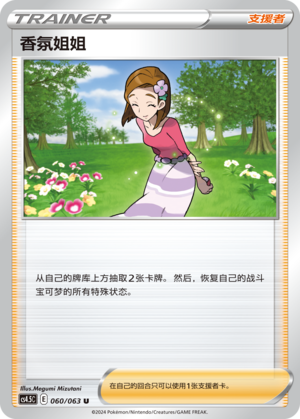 TRAINER
支援者
香氛姐姐
从自己的牌库上方抽取2张卡牌。然后，恢复自己的战斗
宝可梦的所有特殊状态。
Illus.Megumi Mizutani
在自己的回合只可以使用1张支援者卡。
CS4.5C E 060/063 U
©2024 Pokémon/Nintendo/Creatures/GAME FREAK.